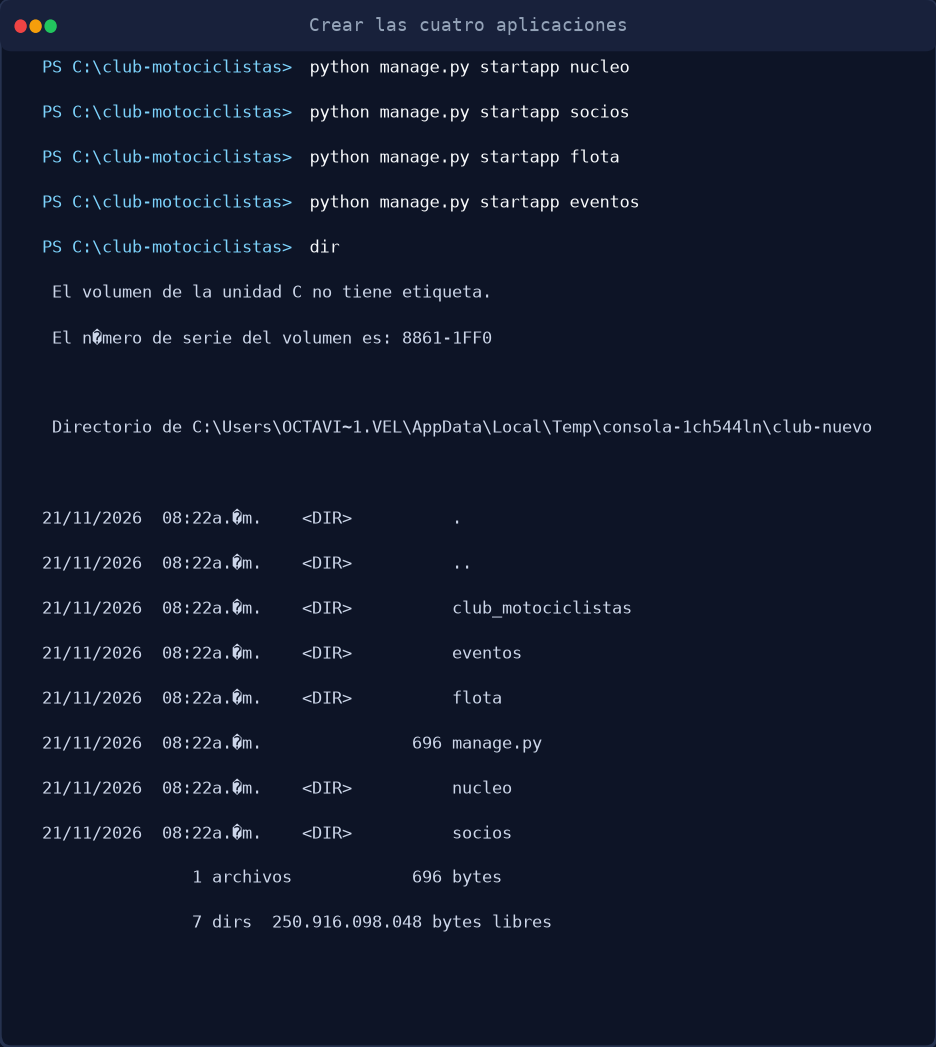 Crear las cuatro aplicaciones
PS C:\club-motociclistas> python manage.py startapp nucleo
PS C:\club-motociclistas> python manage.py startapp socios
PS C:\club-motociclistas> python manage.py startapp flota
PS C:\club-motociclistas> python manage.py startapp eventos
PS C:\club-motociclistas> dir
El volumen de la unidad C no tiene etiqueta.
El n�mero de serie del volumen es: 8861-1FF0
Directorio de C:\Users\OCTAVI~1.VEL\AppData\Local\Temp\consola-1ch544ln\club-nuevo
21/11/2026  08:22a.�m.    <DIR>          .
21/11/2026  08:22a.�m.    <DIR>          ..
21/11/2026  08:22a.�m.    <DIR>          club_motociclistas
21/11/2026  08:22a.�m.    <DIR>          eventos
21/11/2026  08:22a.�m.    <DIR>          flota
21/11/2026  08:22a.�m.               696 manage.py
21/11/2026  08:22a.�m.    <DIR>          nucleo
21/11/2026  08:22a.�m.    <DIR>          socios
1 archivos            696 bytes
7 dirs  250.916.098.048 bytes libres